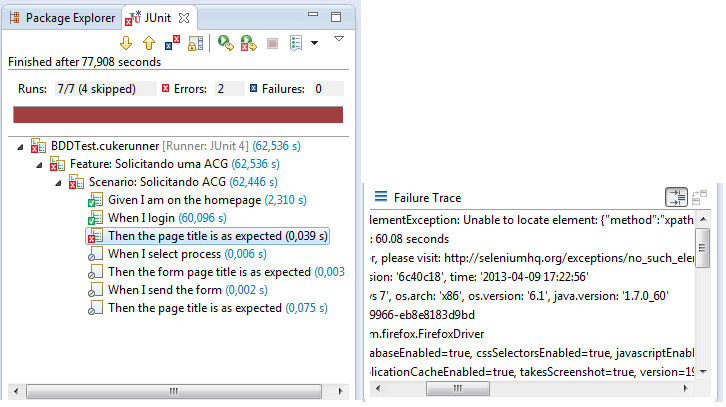 Package Explorer JUnit
Finished after 77,908 seconds
Runs: 7/7 (4 skipped) Errors: 2 Failures: 0
BDDTest.cukerunner [Runner: JUnit 4] (62,536 s)
Feature: Solicitando uma ACG (62,536 s)
Scenario: Solicitando ACG (62,446 s)
Given I am on the homepage (2,310 s)
When I login (60,096 s)
Then the page title is as expected (0,039 s)
When I select process (0,006 s)
Then the form page title is as expected (0,003
When I send the form (0,002 s)
Then the page title is as expected (0,075 s)
Failure Trace
lementException: Unable to locate element: {"method":"xpath
: 60.08 seconds
or, please visit: http://seleniumhq.org/exceptions/no_such_elem
sion: '6c40c18', time: '2013-04-09 17:22:56'
ws 7', os.arch: 'x86', os.version: '6.1', java.version: '1.7.0_60'
9966-eb8e8183d9bd
m.firefox.FirefoxDriver
abaseEnabled=true, cssSelectorsEnabled=true, javascriptEnabl
plicationCacheEnabled=true, takesScreenshot=true, version=19